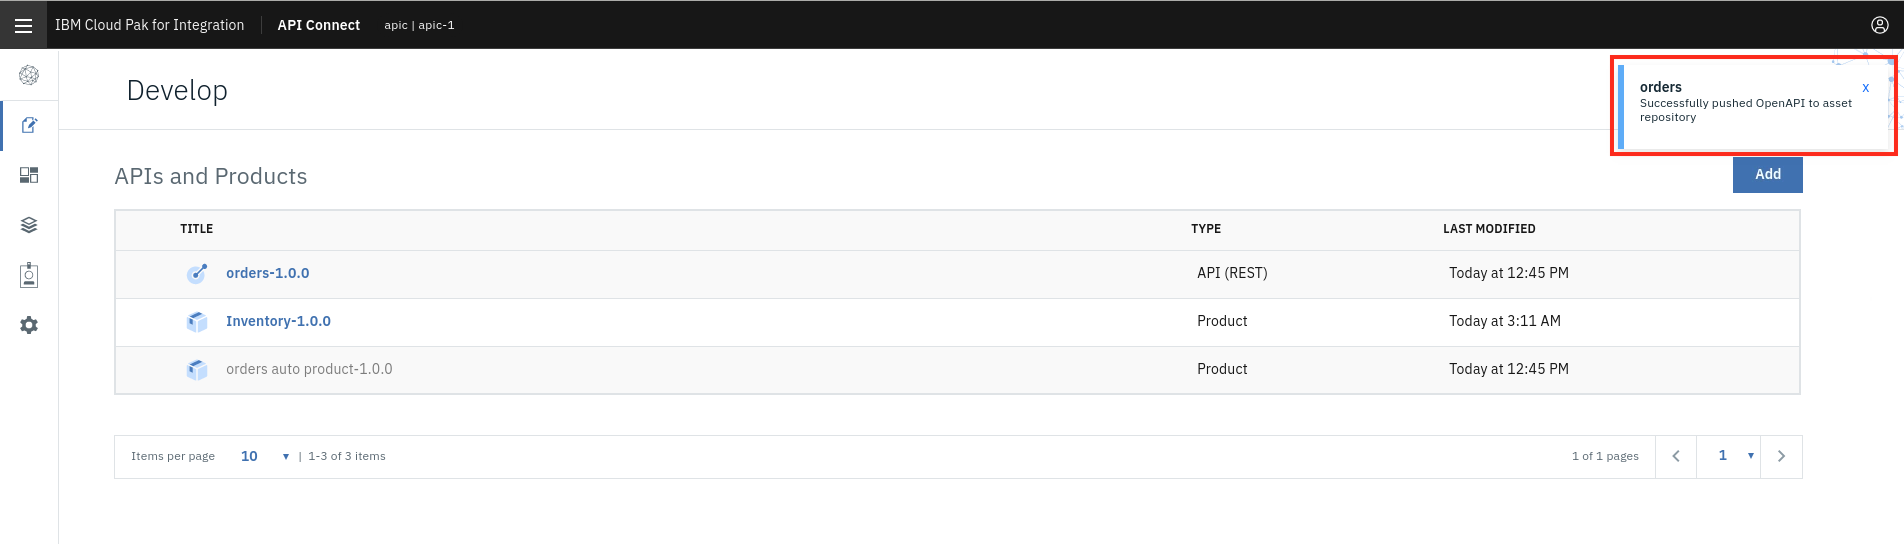 IBM Cloud Pak for Integration API Connect apic | apic-1
Develop
orders x
Successfully pushed OpenAPI to asset
repository
APIs and Products
Add
TITLE TYPE LAST MODIFIED
orders-1.0.0 API (REST) Today at 12:45 PM
Inventory-1.0.0 Product Today at 3:11 AM
orders auto product-1.0.0 Product Today at 12:45 PM
Items per page 10 ▾ | 1-3 of 3 items 1 of 1 pages 1 ▾